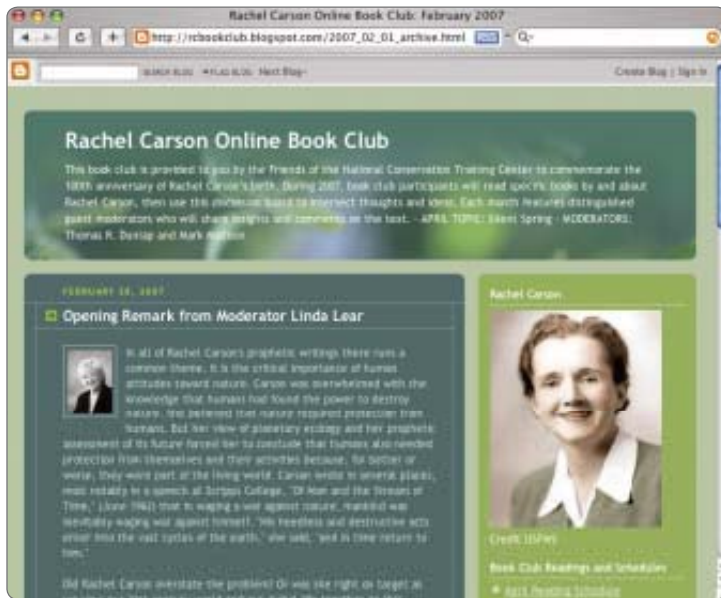 Rachel Carson Online Book Club: February 2007
http://rcbookclub.blogspot.com/2007_02_01_archive.html RSS Q-
SEARCH BLOG FLAG BLOG Next Blog»
Create Blog | Sign In
Rachel Carson Online Book Club
This book club is provided to you by the Friends of the National Conservation Training Center to commemorate the
100th anniversary of Rachel Carson's birth. During 2007, book club participants will read specific books by and about
Rachel Carson, then use this discussion board to intersect thoughts and ideas. Each month features distinguished
guest moderators who will share insights and comments on the text. - APRIL TOPIC: Silent Spring - MODERATORS:
Thomas R. Dunlap and Mark
FEBRUARY 28, 2007
Opening Remark from Moderator Linda Lear
In all of Rachel Carson's prophetic writings there runs a
common theme. It is the critical importance of human
attitudes toward nature. Carson was overwhelmed with the
knowledge that humans had found the power to destroy
nature. She believed that nature required protection from
humans. But her view of planetary ecology and her prophetic
assessment of its future forced her to conclude that humans also needed
protection from themselves and their activities because, for better or
worse, they were part of the living world. Carson wrote in several places,
most notably in a speech at Scripps College, "Of Man and the Stream of
Time," (June 1962) that in waging a war against nature, mankind was
inevitably waging war against himself. "His heedless and destructive acts
enter into the vast cycles of the earth," she said, "and in time return to
him."
Did Rachel Carson overstate the problem? Or was she right on target as
Rachel Carson
Credit: USFWS
Book Club Readings and Schedules
April Reading Schedule